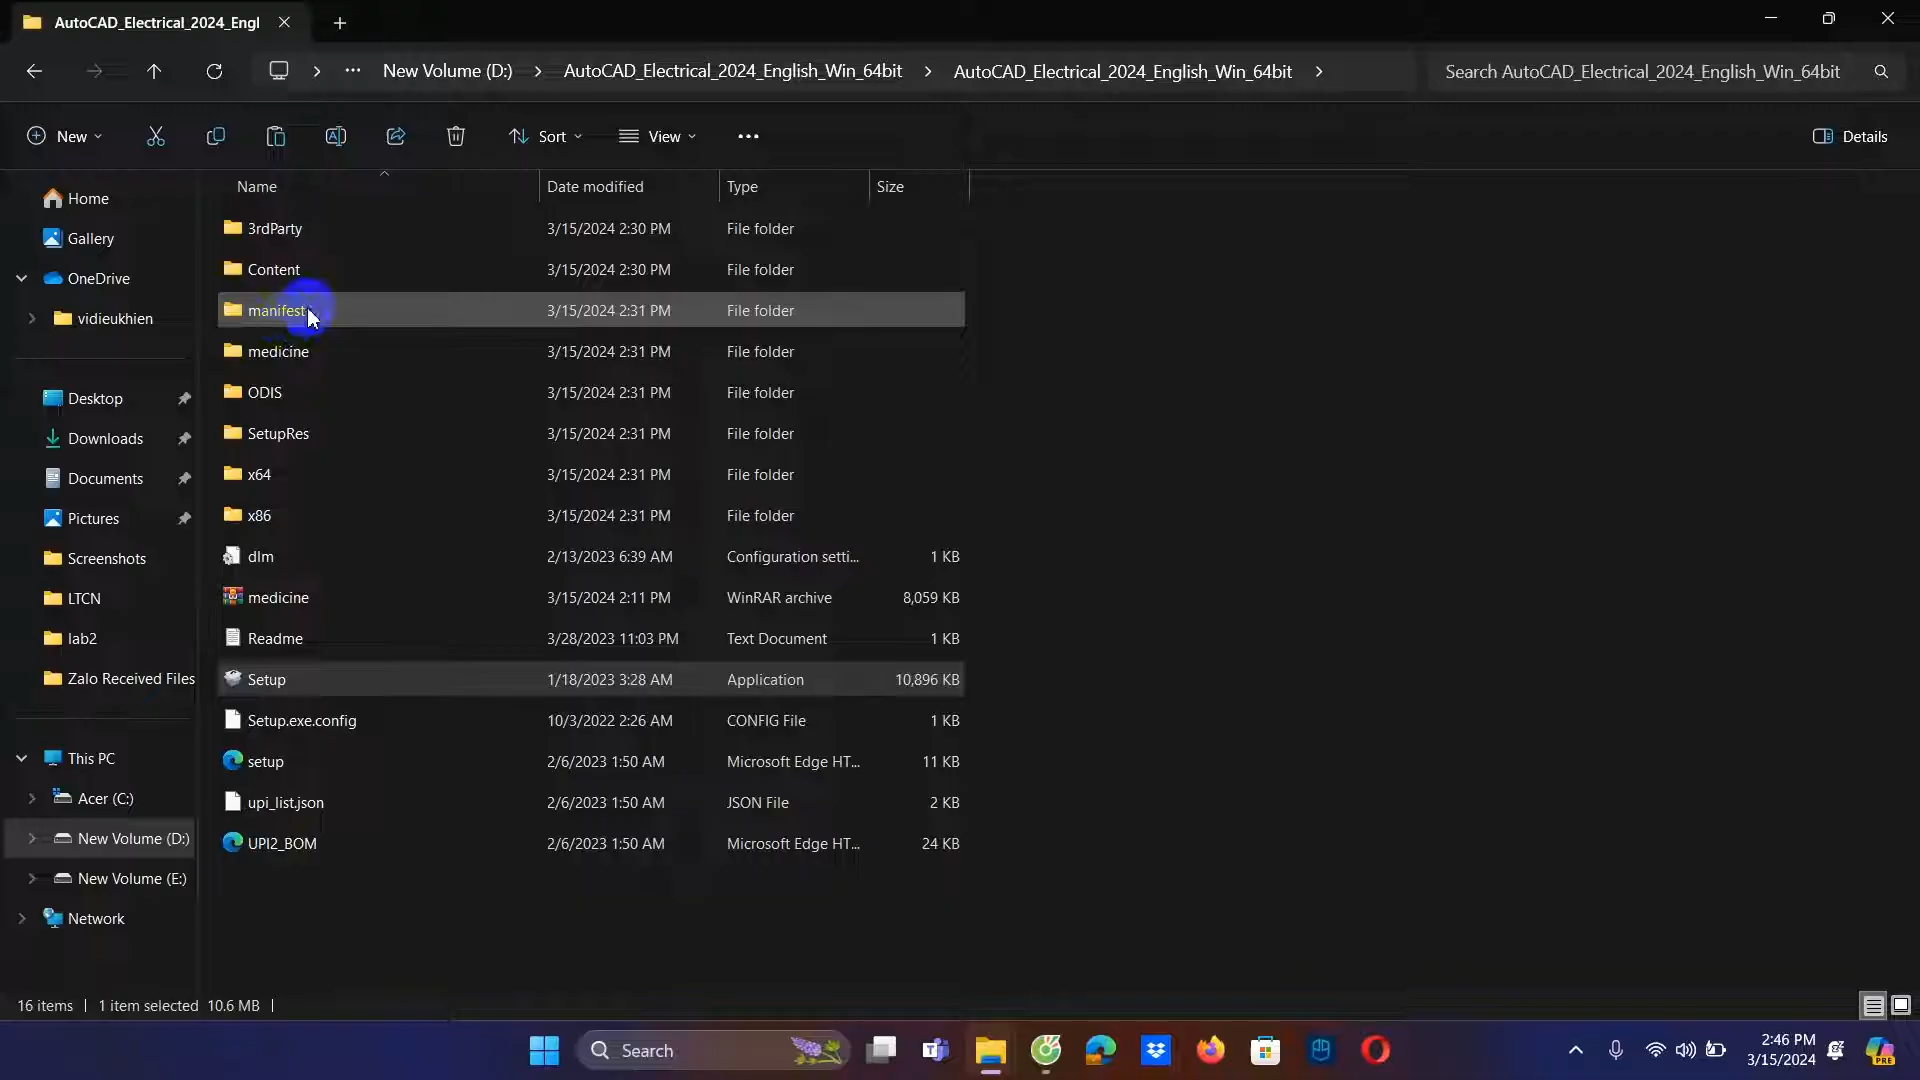 AutoCAD_Electrical_2024_Engl
New Volume (D:) AutoCAD_Electrical_2024_English_Win_64bit AutoCAD_Electrical_2024_English_Win_64bit Search AutoCAD_Electrical_2024_English_Win_64bit
New Sort View Details
Name Date modified Type Size
Home
Gallery
OneDrive
vidieukhien
Desktop
Downloads
Documents
Pictures
Screenshots
LTCN
lab2
Zalo Received Files
This PC
Acer (C:)
New Volume (D:)
New Volume (E:)
Network
3rdParty 3/15/2024 2:30 PM File folder
Content 3/15/2024 2:30 PM File folder
manifest 3/15/2024 2:31 PM File folder
medicine 3/15/2024 2:31 PM File folder
ODIS 3/15/2024 2:31 PM File folder
SetupRes 3/15/2024 2:31 PM File folder
x64 3/15/2024 2:31 PM File folder
x86 3/15/2024 2:31 PM File folder
dlm 2/13/2023 6:39 AM Configuration setti... 1 KB
medicine 3/15/2024 2:11 PM WinRAR archive 8,059 KB
Readme 3/28/2023 11:03 PM Text Document 1 KB
Setup 1/18/2023 3:28 AM Application 10,896 KB
Setup.exe.config 10/3/2022 2:26 AM CONFIG File 1 KB
setup 2/6/2023 1:50 AM Microsoft Edge HT... 11 KB
upi_list.json 2/6/2023 1:50 AM JSON File 2 KB
UPI2_BOM 2/6/2023 1:50 AM Microsoft Edge HT... 24 KB
16 items 1 item selected 10.6 MB
Search
2:46 PM
3/15/2024
PRE